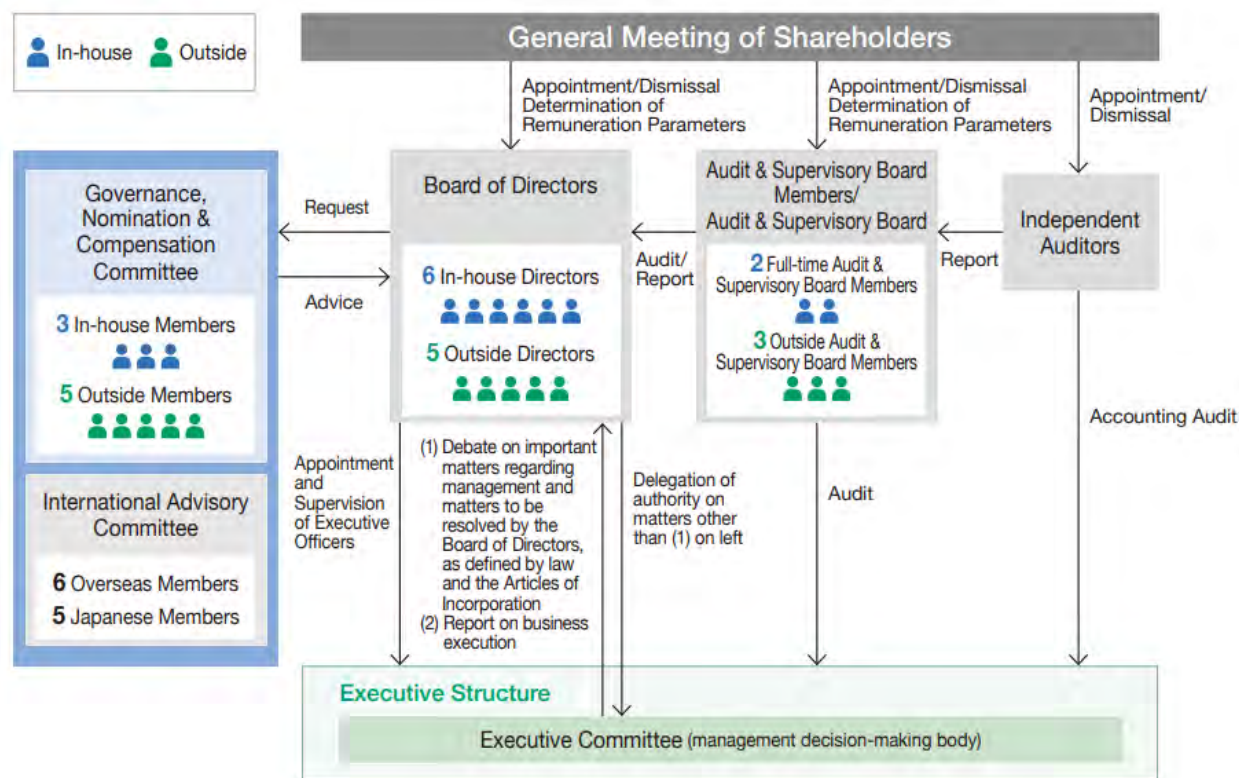 In-house
Outside
General Meeting of Shareholders
Appointment/Dismissal
Determination of
Remuneration Parameters
Appointment/Dismissal
Determination of
Remuneration Parameters
Appointment/
Dismissal
Governance,
Nomination &
Compensation
Committee
3 In-house Members
5 Outside Members
International Advisory
Committee
6 Overseas Members
5 Japanese Members
Request
Advice
Board of Directors
6 In-house Directors
5 Outside Directors
Audit/
Report
Audit & Supervisory Board
Members/
Audit & Supervisory Board
2 Full-time Audit &
Supervisory Board Members
3 Outside Audit &
Supervisory Board Members
Report
Independent
Auditors
Appointment
and
Supervision
of Executive
Officers
(1) Debate on important
matters regarding
management and
matters to be
resolved by the
Board of Directors,
as defined by law
and the Articles of
Incorporation
(2) Report on business
execution
Delegation of
authority on
matters other
than (1) on left
Audit
Accounting Audit
Executive Structure
Executive Committee (management decision-making body)